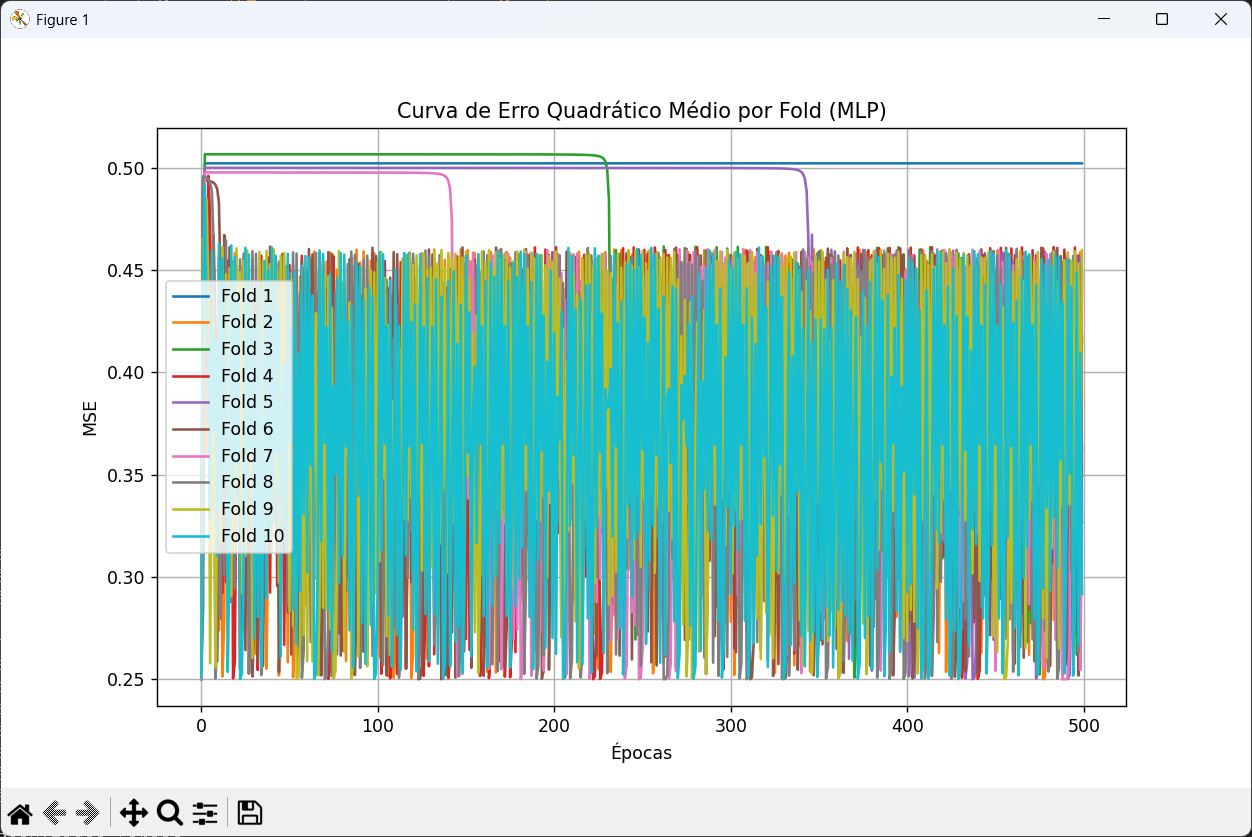 Figure 1
Curva de Erro Quadrático Médio por Fold (MLP)
0.50
0.45
0.40
0.35
0.30
0.25
MSE
Fold 1
Fold 2
Fold 3
Fold 4
Fold 5
Fold 6
Fold 7
Fold 8
Fold 9
Fold 10
0 100 200 300 400 500
Épocas